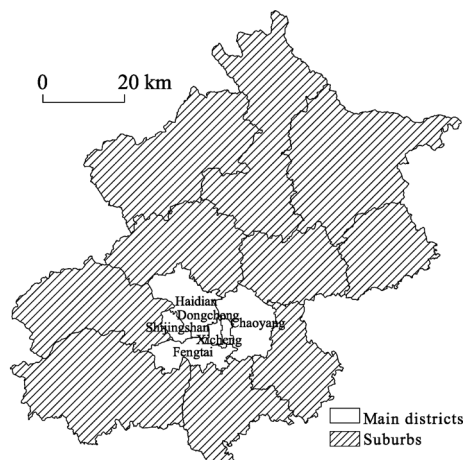 0 20 km
Haidian
Dongcheng
Shijingshan
Chaoyang
Xicheng
Fengtai
Main districts
Suburbs